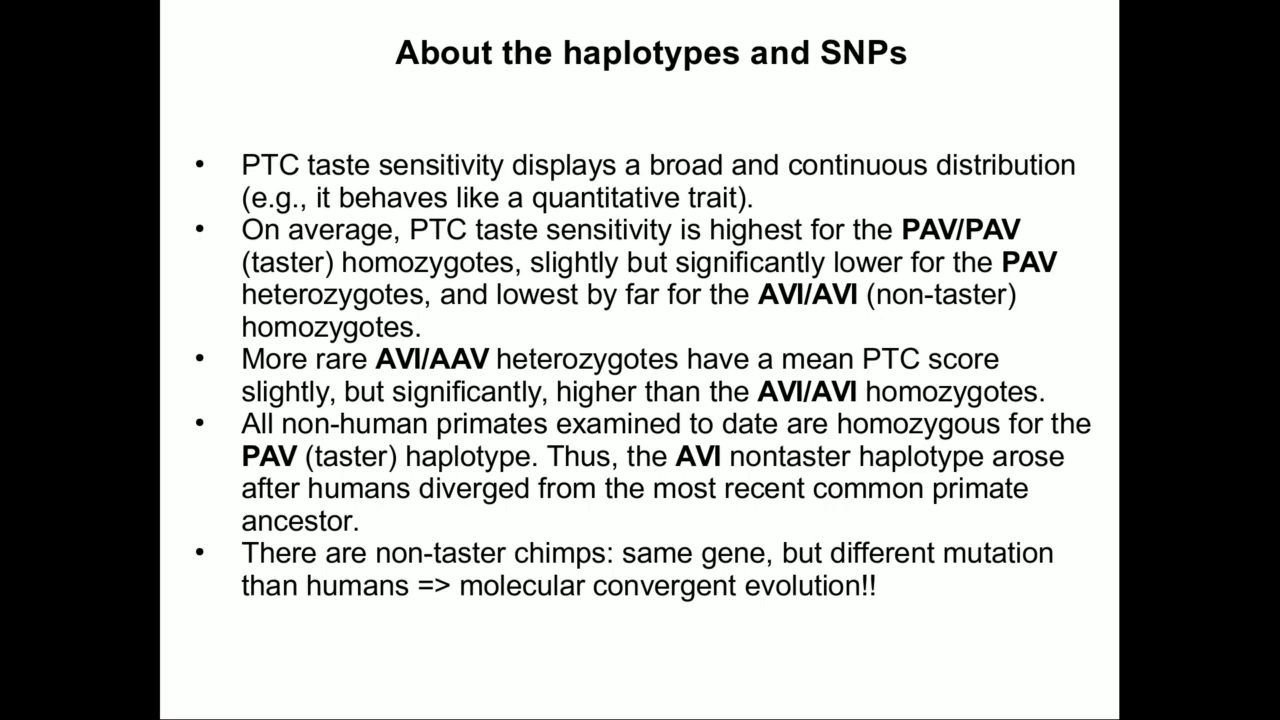 About the haplotypes and SNPs
• PTC taste sensitivity displays a broad and continuous distribution
(e.g., it behaves like a quantitative trait).
• On average, PTC taste sensitivity is highest for the PAV/PAV
(taster) homozygotes, slightly but significantly lower for the PAV
heterozygotes, and lowest by far for the AVI/AVI (non-taster)
homozygotes.
• More rare AVI/AAV heterozygotes have a mean PTC score
slightly, but significantly, higher than the AVI/AVI homozygotes.
• All non-human primates examined to date are homozygous for the
PAV (taster) haplotype. Thus, the AVI nontaster haplotype arose
after humans diverged from the most recent common primate
ancestor.
• There are non-taster chimps: same gene, but different mutation
than humans => molecular convergent evolution!!